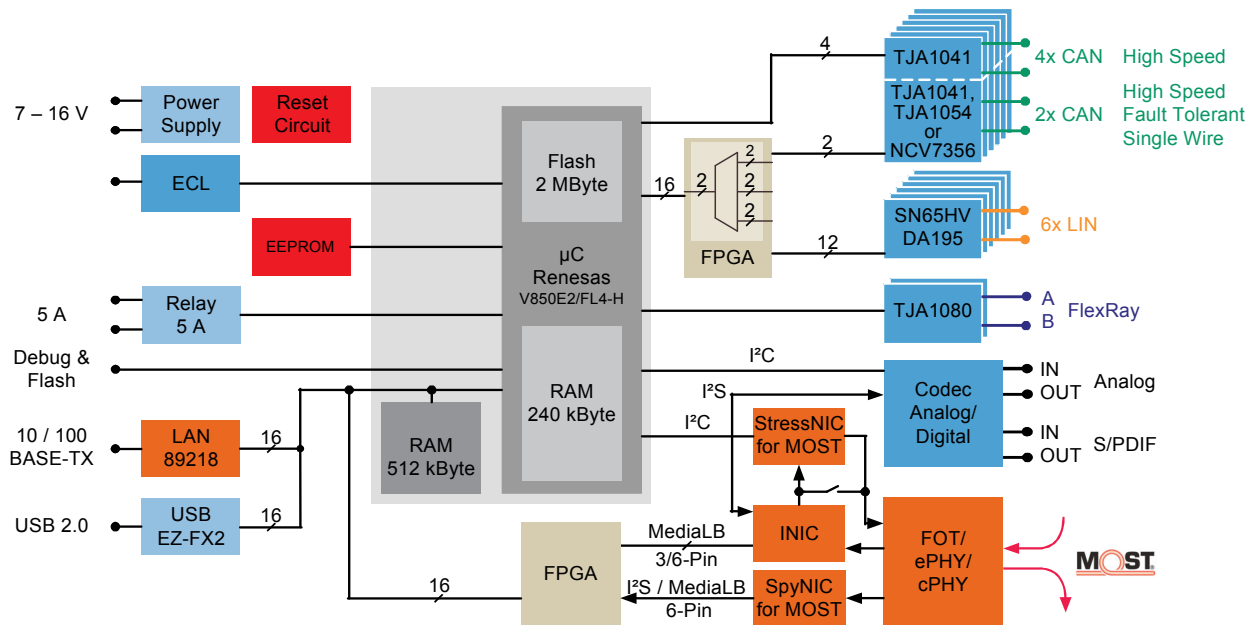 7 – 16 V
Power
Supply
Reset
Circuit
ECL
EEPROM
5 A
Relay
5 A
Debug &
Flash
10 / 100
BASE-TX
LAN
89218
16
USB 2.0
USB
EZ-FX2
16
RAM
512 kByte
Flash
2 MByte
µC
Renesas
V850E2/FL4-H
RAM
240 kByte
4
16
2
2
2
2
FPGA
2
12
TJA1041
TJA1041,
TJA1054
or
NCV7356
4x CAN High Speed
2x CAN
High Speed
Fault Tolerant
Single Wire
SN65HV
DA195
6x LIN
TJA1080
A
B
FlexRay
I²C
I²S
I²C
Codec
Analog/
Digital
IN
OUT
Analog
IN
OUT
S/PDIF
StressNIC
for MOST
INIC
MediaLB
3/6-Pin
I²S / MediaLB
6-Pin
SpyNIC
for MOST
FPGA
16
FOT/
ePHY/
cPHY
MOST®